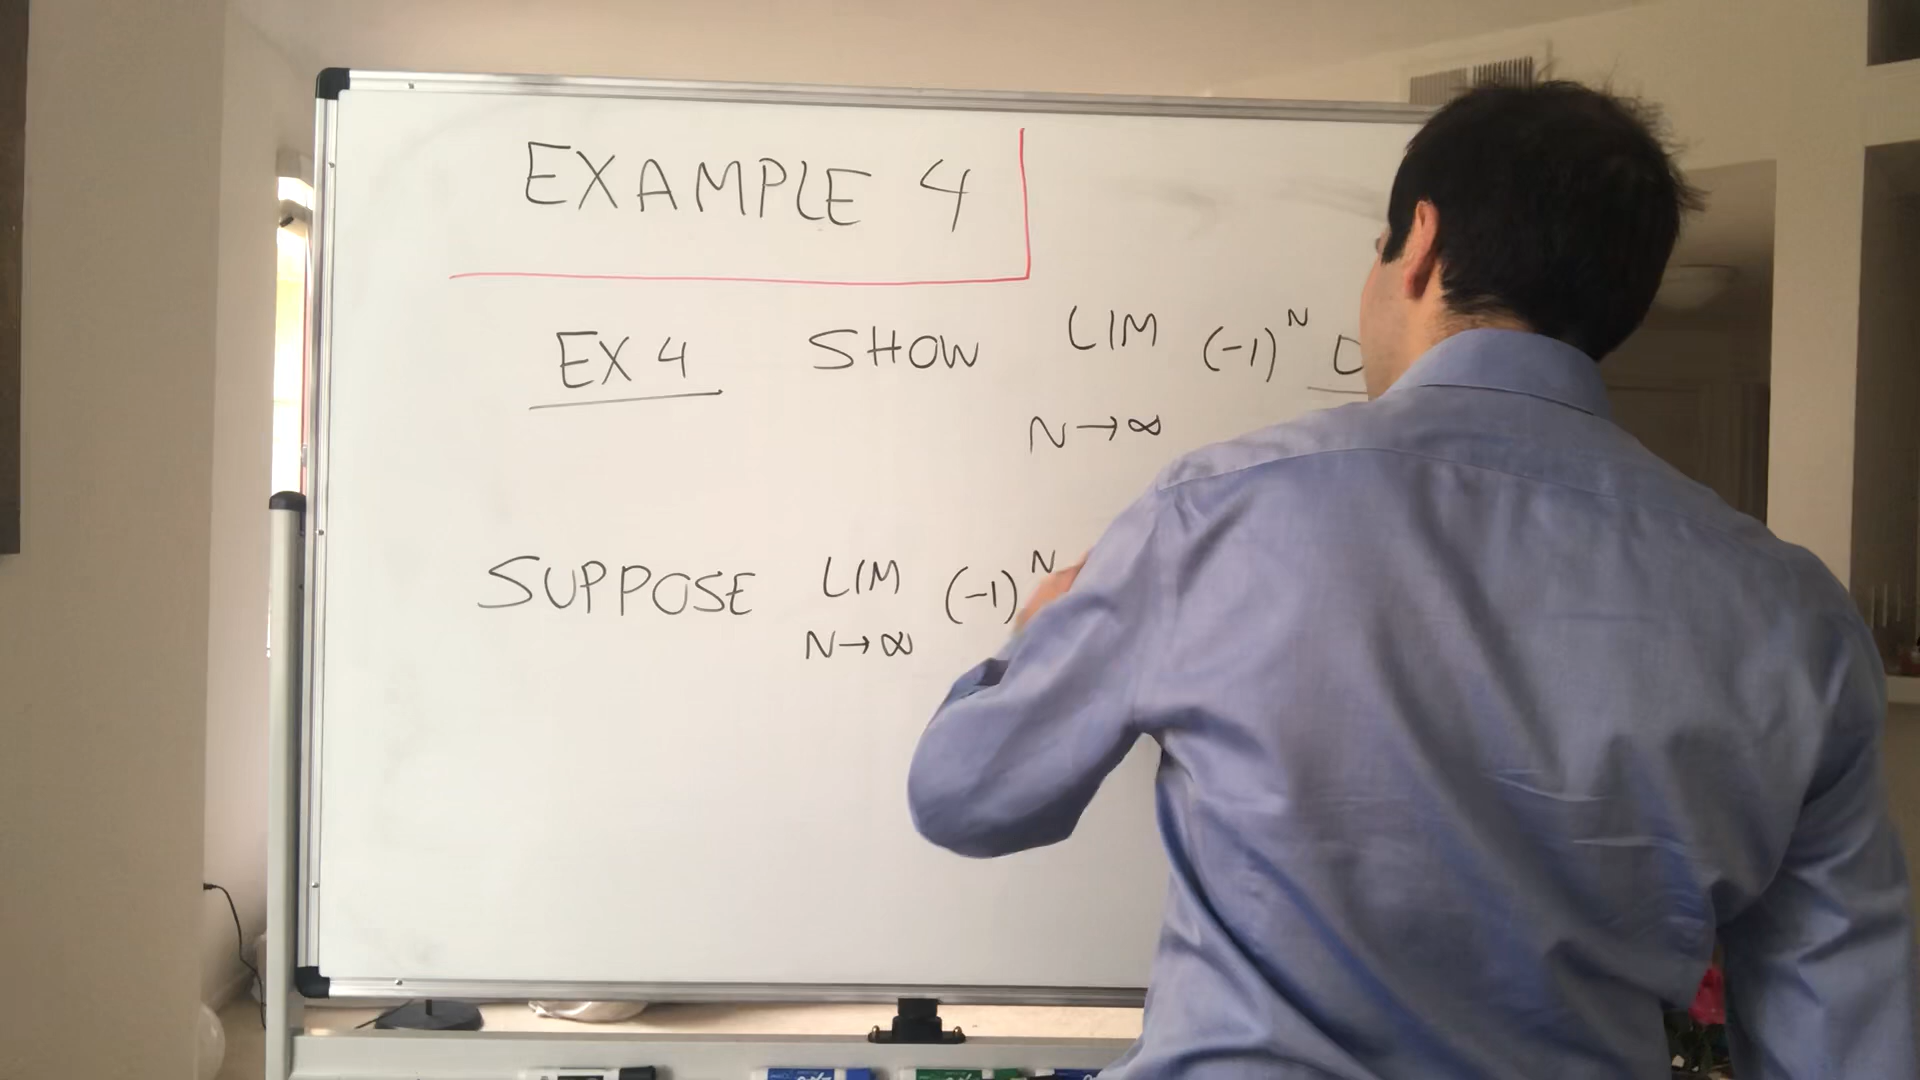 EXAMPLE 4
EX 4 SHOW LIM (-1)^N
N→∞
SUPPOSE LIM (-1)^N
N→∞